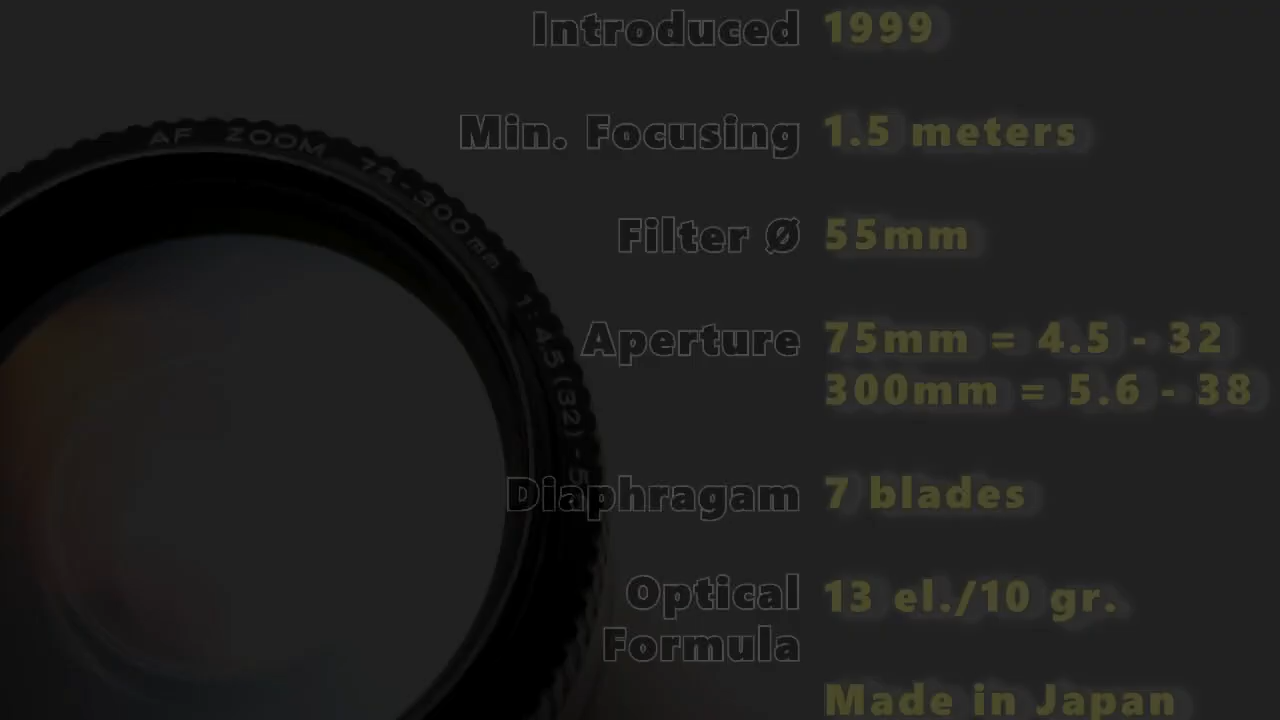 Introduced 1999
Min. Focusing 1.5 meters
Filter Ø 55mm
Aperture 75mm = 4.5 - 32
300mm = 5.6 - 38
Diaphragam 7 blades
Optical 13 el./10 gr.
Formula
Made in Japan
AF ZOOM 75-300mm 1:4.5(32)-5